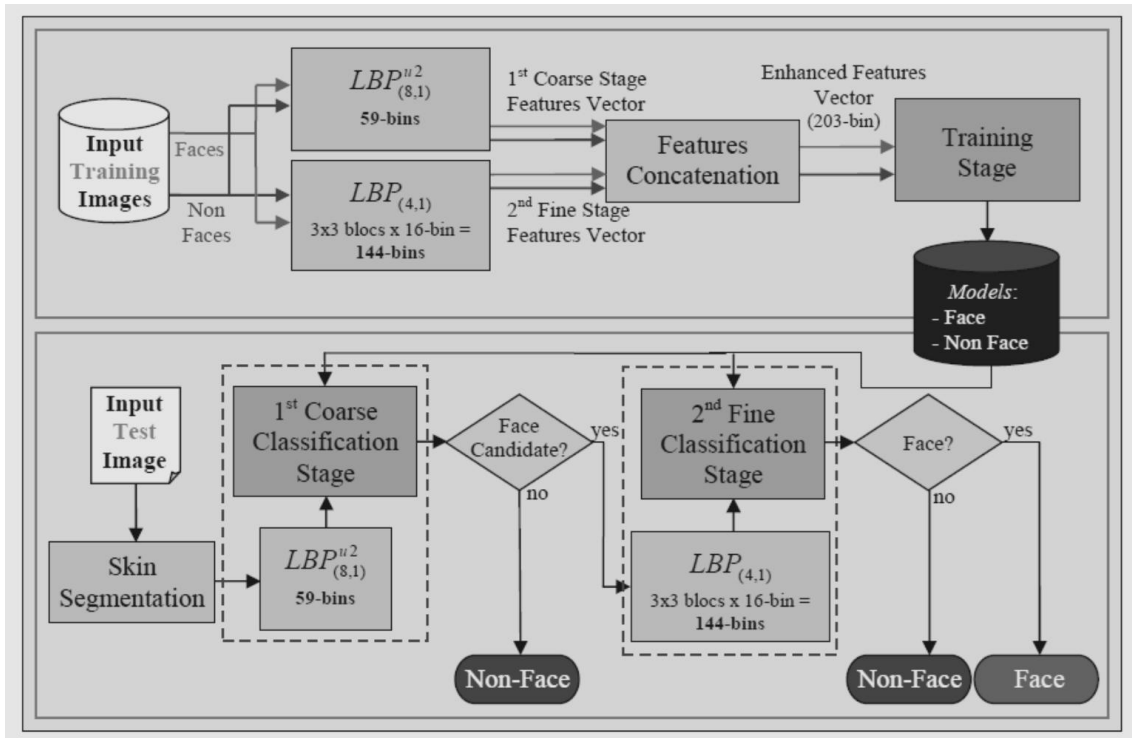 Input
Training
Images
Faces
Non
Faces
LBP^{u2}_{(8,1)}
59-bins
LBP_{(4,1)}
3x3 blocs x 16-bin =
144-bins
1st Coarse Stage
Features Vector
2nd Fine Stage
Features Vector
Features
Concatenation
Enhanced Features
Vector
(203-bin)
Training
Stage
Models:
- Face
- Non Face
Input
Test
Image
Skin
Segmentation
1st Coarse
Classification
Stage
LBP^{u2}_{(8,1)}
59-bins
Face
Candidate?
yes
no
Non-Face
2nd Fine
Classification
Stage
LBP_{(4,1)}
3x3 blocs x 16-bin =
144-bins
Face?
yes
no
Non-Face
Face